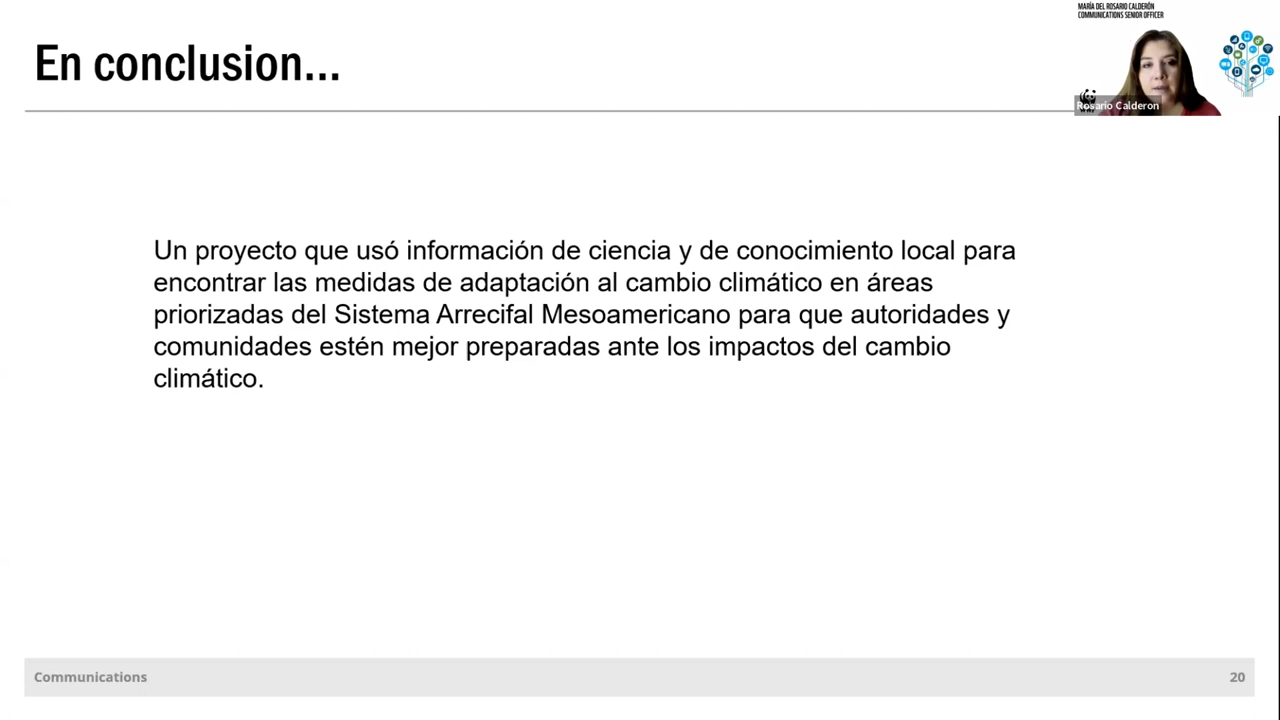 MARÍA DEL ROSARIO CALDERÓN
COMMUNICATIONS SENIOR OFFICER
En conclusion...
Rosario Calderon
Un proyecto que usó información de ciencia y de conocimiento local para
encontrar las medidas de adaptación al cambio climático en áreas
priorizadas del Sistema Arrecifal Mesoamericano para que autoridades y
comunidades estén mejor preparadas ante los impactos del cambio
climático.
Communications
20